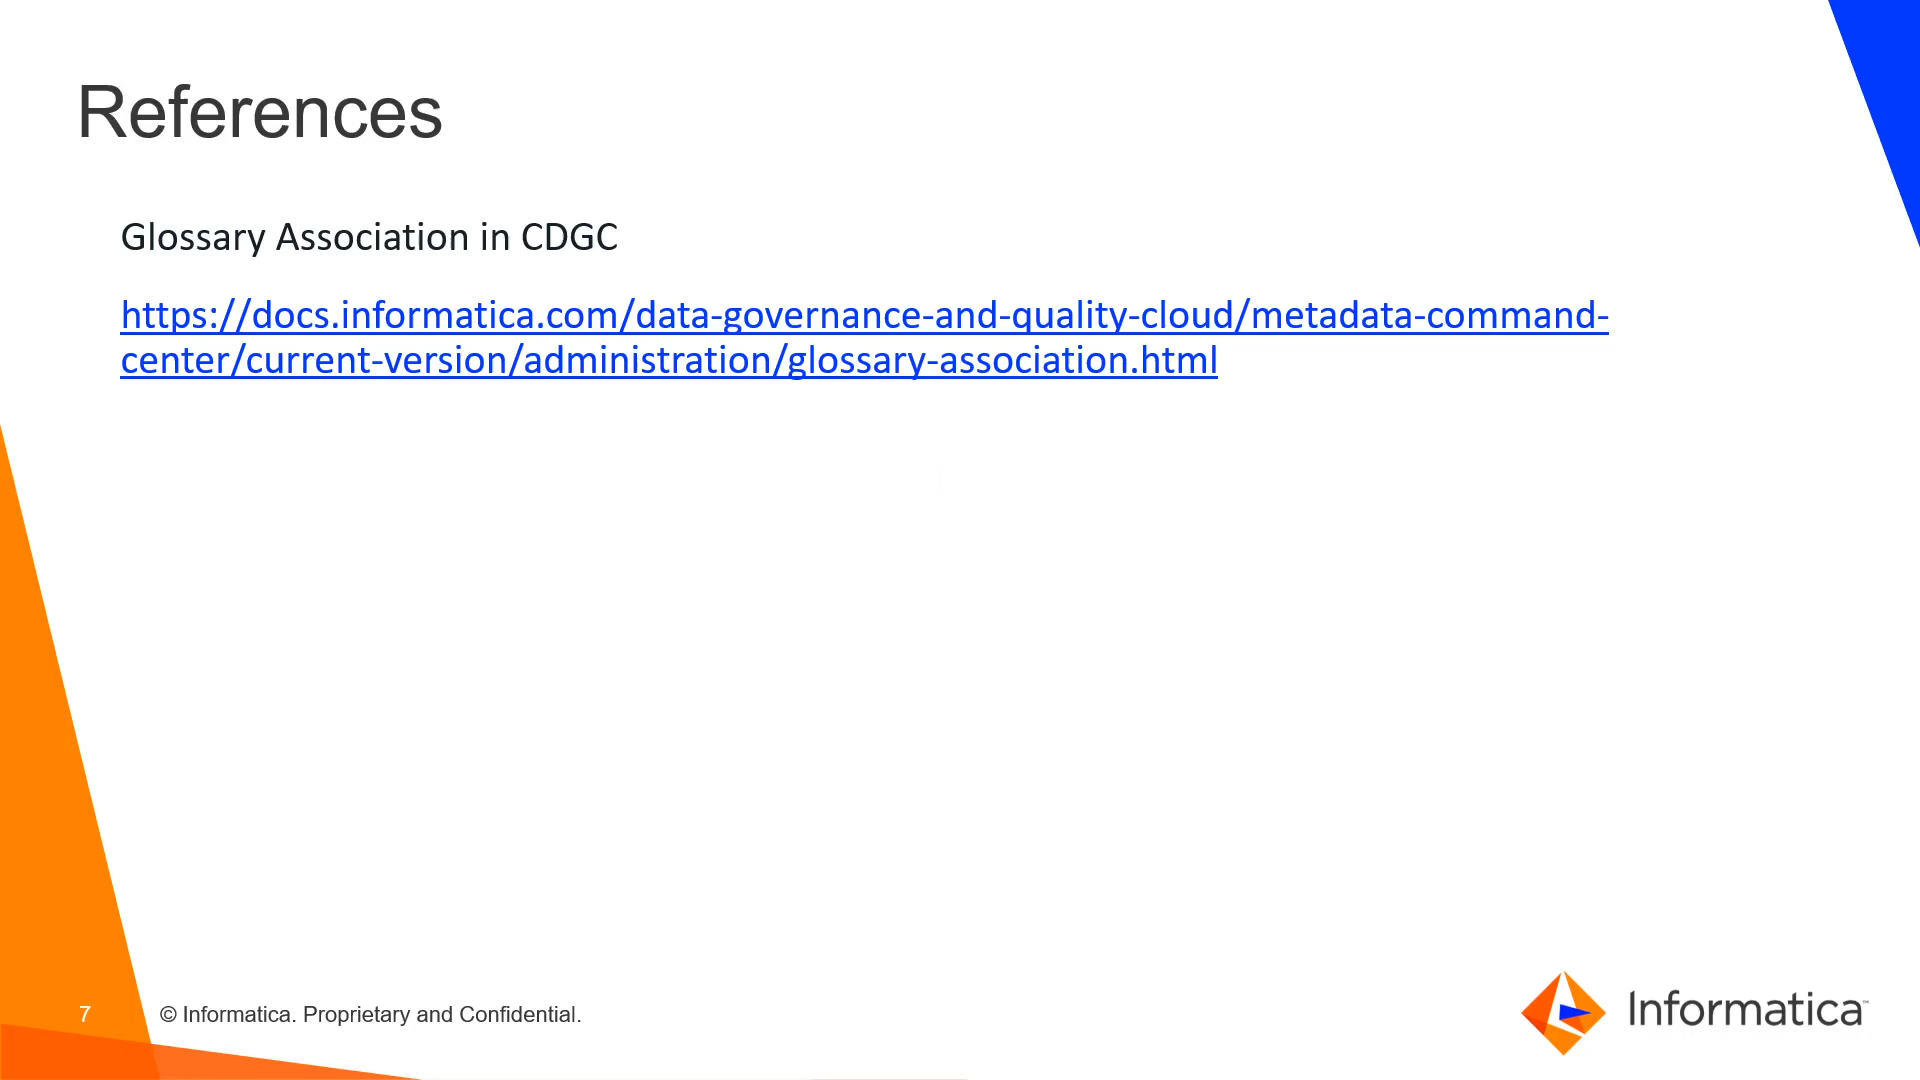 References
Glossary Association in CDGC
https://docs.informatica.com/data-governance-and-quality-cloud/metadata-command-
center/current-version/administration/glossary-association.html
7
© Informatica. Proprietary and Confidential.
Informatica™